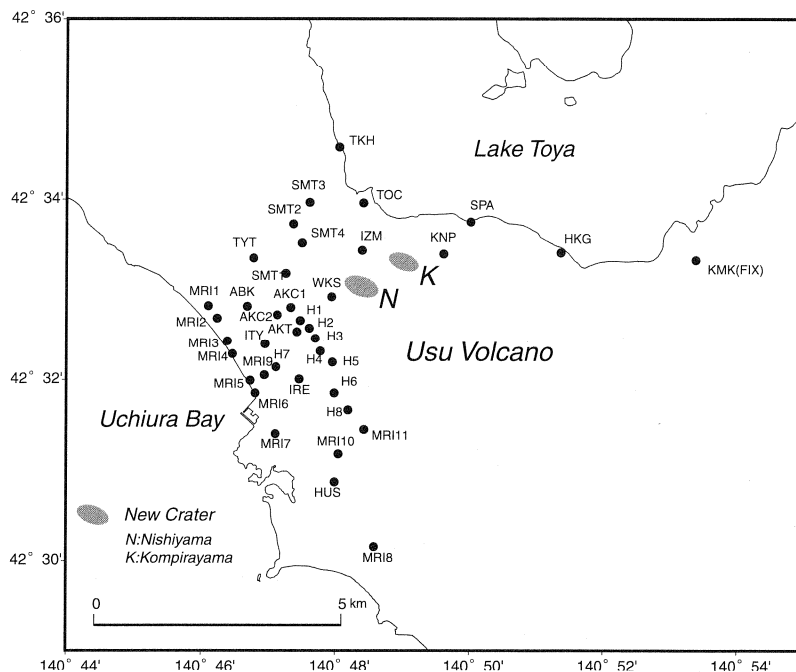 42° 36'
TKH
Lake Toya
42° 34'
SMT3
TOC
SMT2
SPA
SMT4
IZM
KNP
HKG
TYT
KMK(FIX)
SMT1
K
WKS
N
MRI1
ABK
AKC1
H1
MRI2
AKC2
H2
AKT
H3
MRI3
ITY
Usu Volcano
MRI4
H4
MRI9
H7
H5
42° 32'
MRI5
IRE
H6
MRI6
H8
Uchiura Bay
MRI7
MRI10
MRI11
HUS
New Crater
N:Nishiyama
K:Kompirayama
42° 30'
MRI8
0
5 km
140° 44'
140° 46'
140° 48'
140° 50'
140° 52'
140° 54'